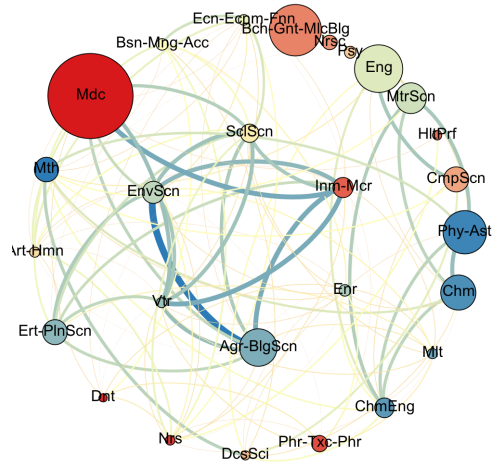 Ecn-Ecnm-Fnn
Bcn-Gnt-MlcBlg
Bsn-Mng-Acc
Nrsc
Psy
Eng
Mdc
MtrScn
SclScn
HltPrf
Mth
EnvScn
Imm-Mcr
CmpScn
Phy-Ast
Art-Hmn
Enr
Chm
Vtr
Ert-PlnScn
Agr-BlgScn
Mlt
Dnt
ChmEng
Nrs
Phr-Txc-Phr
DcsSci